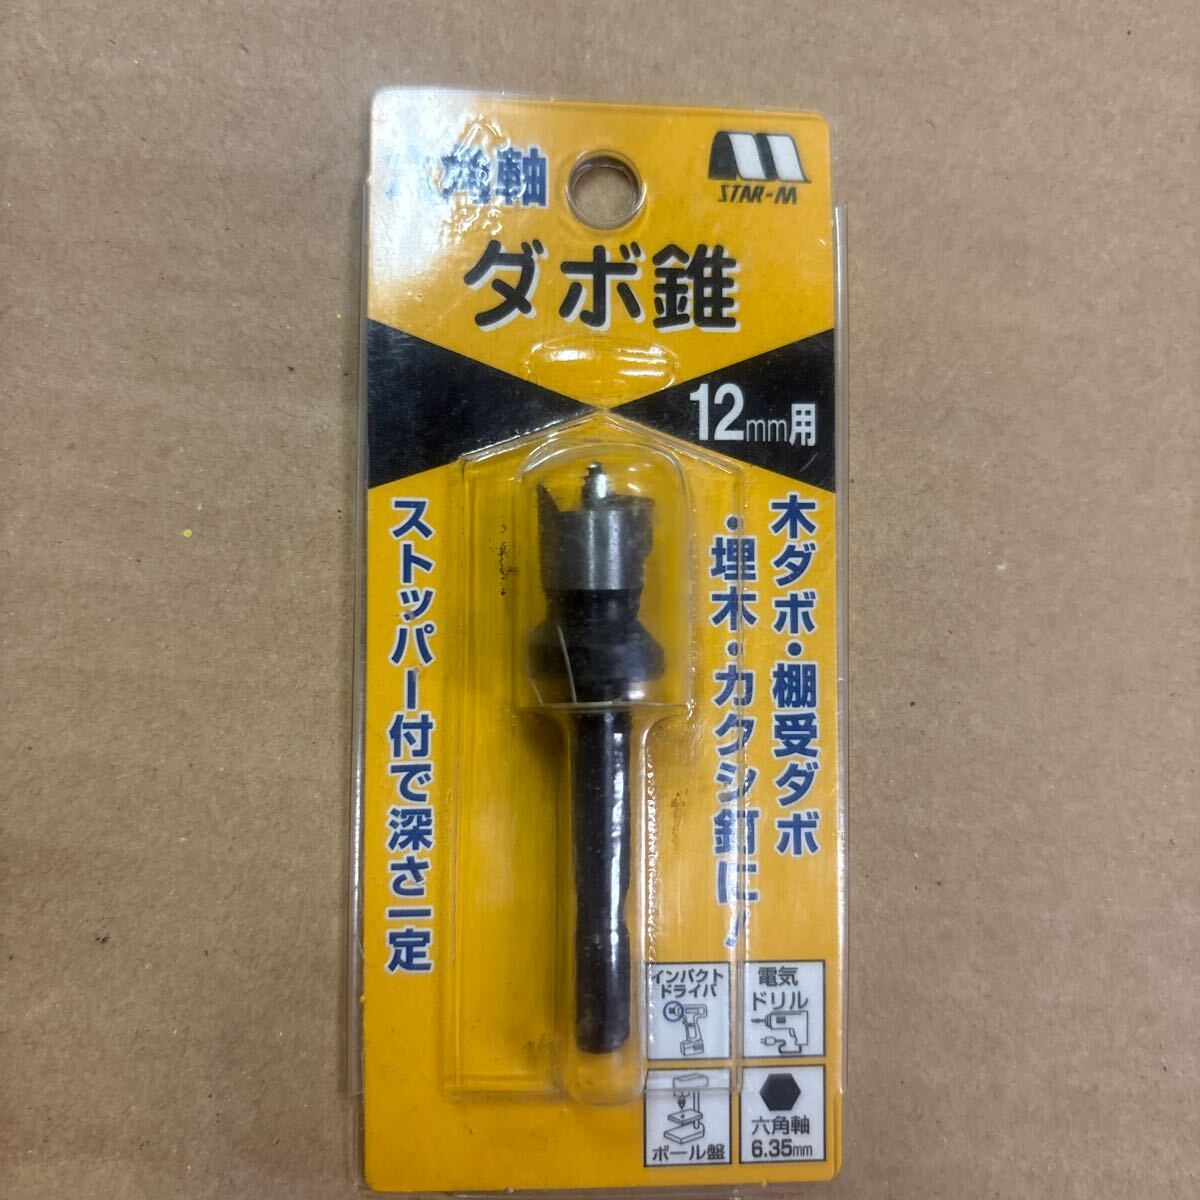 六角軸
STAR-M
ダボ錐
12mm用
木ダボ・棚受ダボ
・埋木・カクシ釘に!
ストッパー付で深さ一定
インパクト
ドライバ
電気
ドリル
ボール盤
六角軸
6.35mm